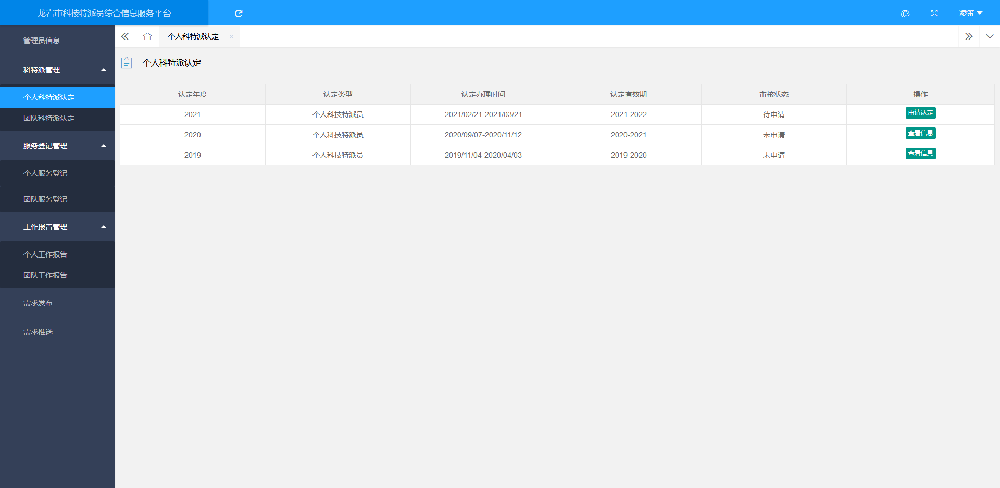 龙岩市科技特派员综合信息服务平台
凌策
管理员信息
科特派管理
个人科特派认定
团队科特派认定
服务登记管理
个人服务登记
团队服务登记
工作报告管理
个人工作报告
团队工作报告
需求发布
需求推送
个人科特派认定
个人科特派认定
认定年度 认定类型 认定办理时间 认定有效期 审核状态 操作
2021 个人科技特派员 2021/02/21-2021/03/21 2021-2022 待申请 申请认定
2020 个人科技特派员 2020/09/07-2020/11/12 2020-2021 未申请 查看信息
2019 个人科技特派员 2019/11/04-2020/04/03 2019-2020 未申请 查看信息